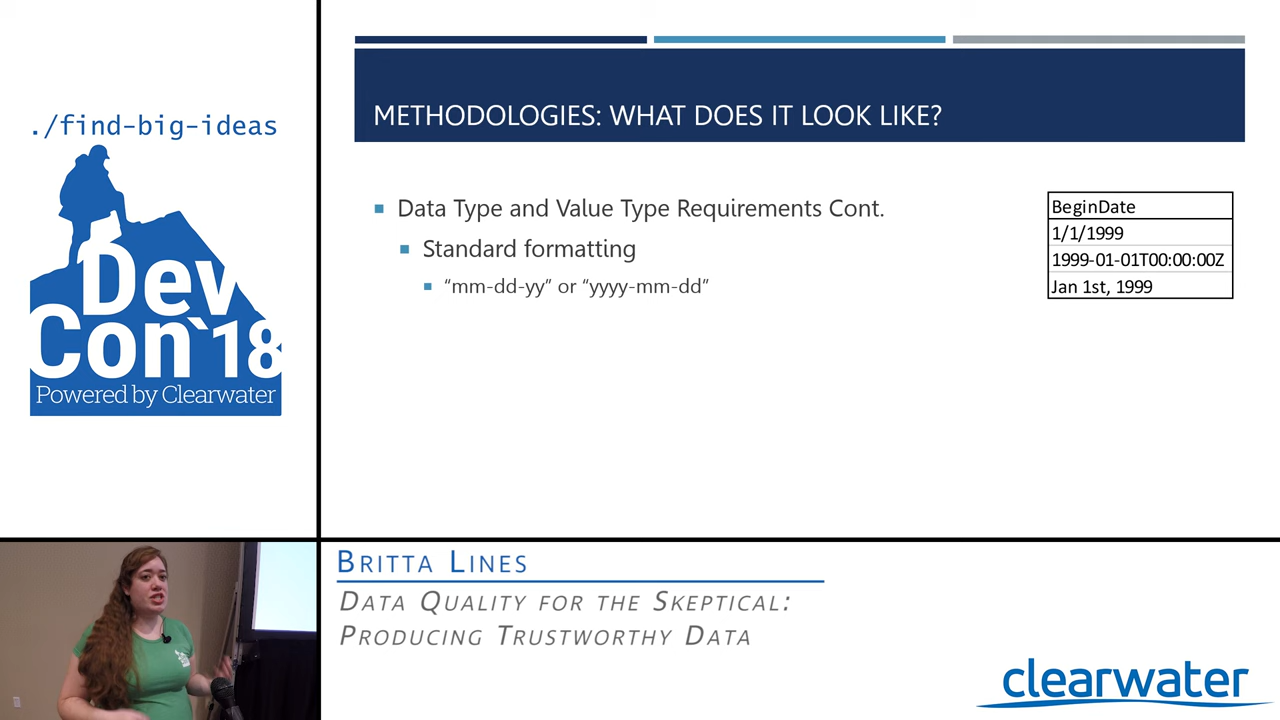 ./find-big-ideas
Dev
Con`18
Powered by Clearwater
METHODOLOGIES: WHAT DOES IT LOOK LIKE?
Data Type and Value Type Requirements Cont.
Standard formatting
“mm-dd-yy” or “yyyy-mm-dd”
BeginDate
1/1/1999
1999-01-01T00:00:00Z
Jan 1st, 1999
BRITTA LINES
DATA QUALITY FOR THE SKEPTICAL:
PRODUCING TRUSTWORTHY DATA
clearwater